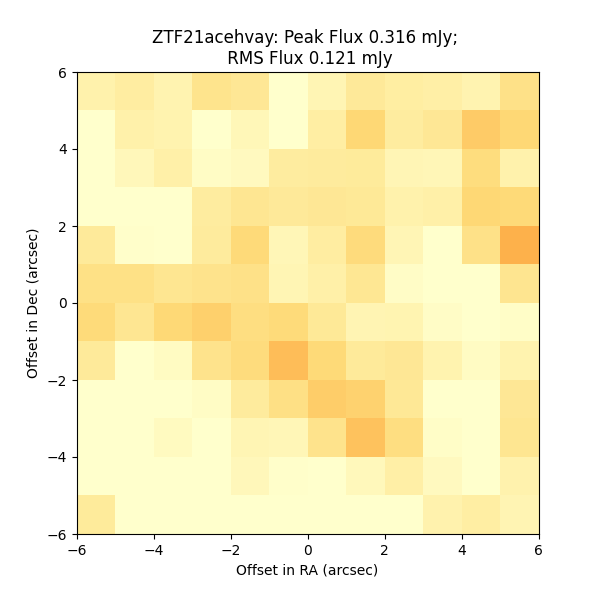 ZTF21acehvay: Peak Flux 0.316 mJy;
RMS Flux 0.121 mJy
6
4
2
0
−2
−4
−6
Offset in Dec (arcsec)
−6 −4 −2 0 2 4 6
Offset in RA (arcsec)